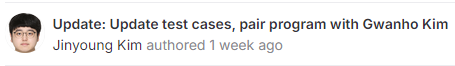 Update: Update test cases, pair program with Gwanho Kim
Jinyoung Kim authored 1 week ago